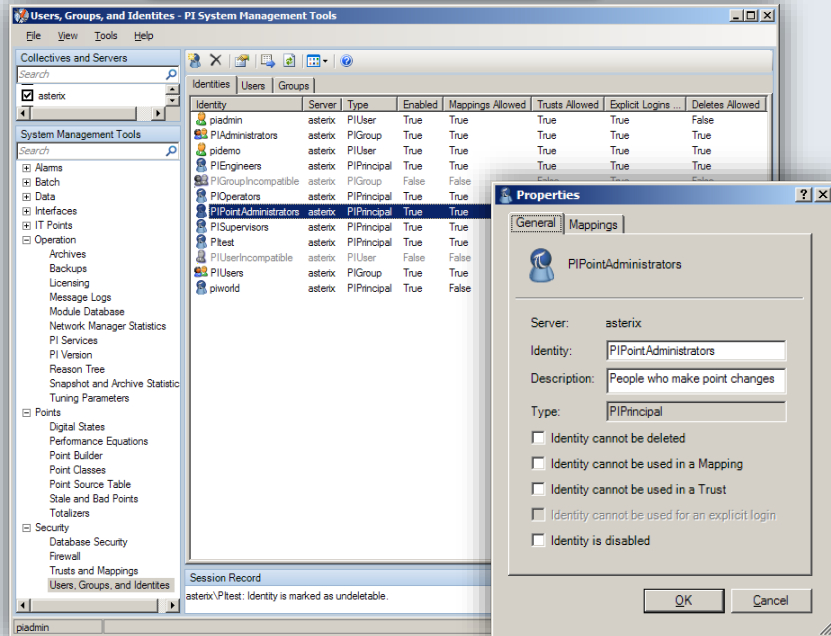 Users, Groups, and Identites - PI System Management Tools
File View Tools Help
Collectives and Servers
Search
asterix
System Management Tools
Search
Alarms
Batch
Data
Interfaces
IT Points
Operation
Archives
Backups
Licensing
Message Logs
Module Database
Network Manager Statistics
PI Services
PI Version
Reason Tree
Snapshot and Archive Statistic
Tuning Parameters
Points
Digital States
Performance Equations
Point Builder
Point Classes
Point Source Table
Stale and Bad Points
Totalizers
Security
Database Security
Firewall
Trusts and Mappings
Users, Groups, and Identites
Identities Users Groups
Identity Server Type Enabled Mappings Allowed Trusts Allowed Explicit Logins ... Deletes Allowed
piadmin asterix PIUser True True True True False
PIAdministrators asterix PIGroup True True True True True
pidemo asterix PIUser True True True True True
PIEngineers asterix PIPrincipal True True True True True
PIGroupIncompatible asterix PIGroup False False False True False
PIOperators asterix PIPrincipal True True
PIPointAdministrators asterix PIPrincipal True True
PISupervisors asterix PIPrincipal True True
PItest asterix PIPrincipal True True
PIUserIncompatible asterix PIUser False False
PIUsers asterix PIGroup True True
piworld asterix PIPrincipal True False
Session Record
asterix\PItest: Identity is marked as undeletable.
piadmin
Properties
General Mappings
PIPointAdministrators
Server: asterix
Identity: PIPointAdministrators
Description: People who make point changes
Type: PIPrincipal
Identity cannot be deleted
Identity cannot be used in a Mapping
Identity cannot be used in a Trust
Identity cannot be used for an explicit login
Identity is disabled
OK Cancel